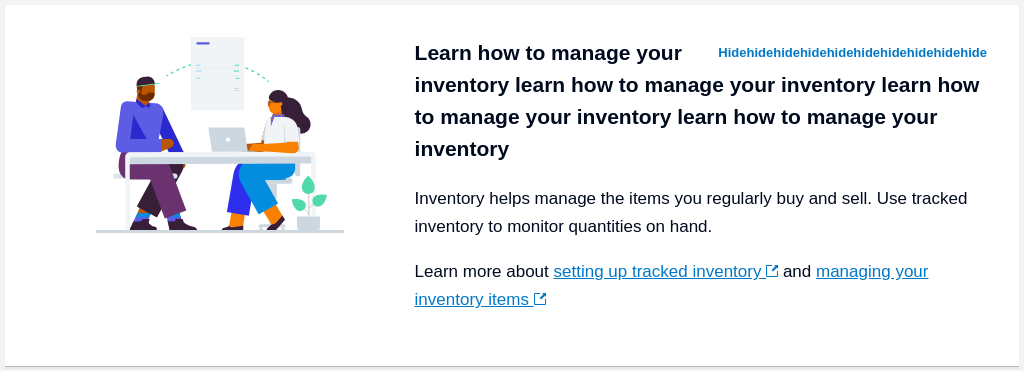 Learn how to manage your
Hidehidehidehidehidehidehidehidehidehide
inventory learn how to manage your inventory learn how
to manage your inventory learn how to manage your
inventory
Inventory helps manage the items you regularly buy and sell. Use tracked
inventory to monitor quantities on hand.
Learn more about setting up tracked inventory and managing your
inventory items